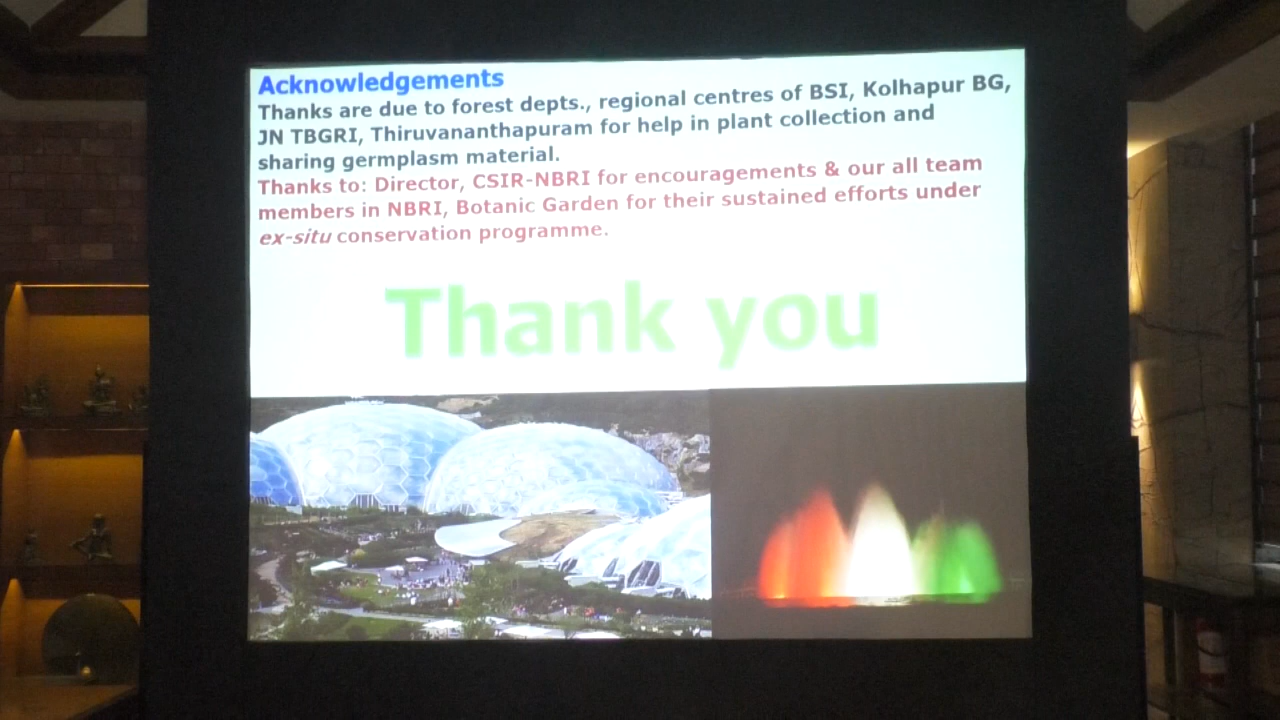 Acknowledgements
Thanks are due to forest depts., regional centres of BSI, Kolhapur BG,
JN TBGRI, Thiruvananthapuram for help in plant collection and
sharing germplasm material.
Thanks to: Director, CSIR-NBRI for encouragements & our all team
members in NBRI, Botanic Garden for their sustained efforts under
ex-situ conservation programme.
Thank you